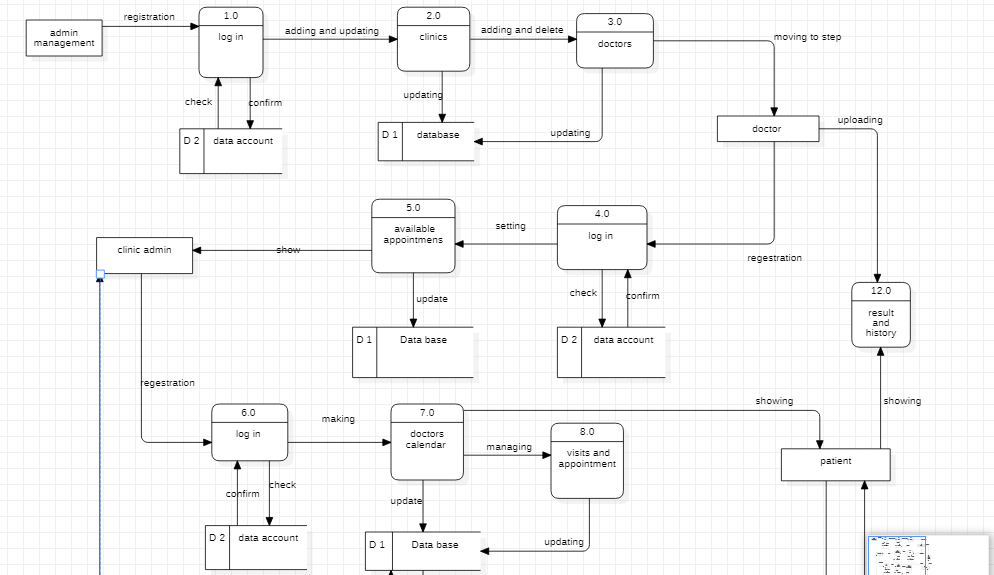 1.0
2.0
3.0
registration
admin
management
log in
adding and updating
clinics
adding and delete
doctors
moving to step
check
confirm
updating
D 2
data account
D 1
database
updating
doctor
uploading
5.0
4.0
available
appointmens
setting
log in
clinic admin
show
regestration
update
check
confirm
12.0
result
and
history
D 1
Data base
D 2
data account
regestration
showing
showing
6.0
7.0
making
log in
doctors
calendar
8.0
managing
visits and
appointment
patient
confirm
check
update
D 2
data account
D 1
Data base
updating